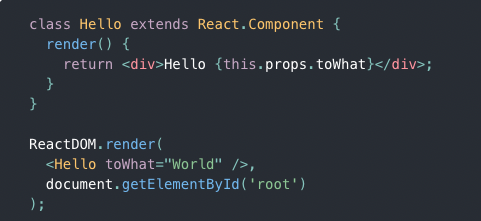 class Hello extends React.Component {
  render() {
    return <div>Hello {this.props.toWhat}</div>;
  }
}

ReactDOM.render(
  <Hello toWhat="World" />,
  document.getElementById('root')
);